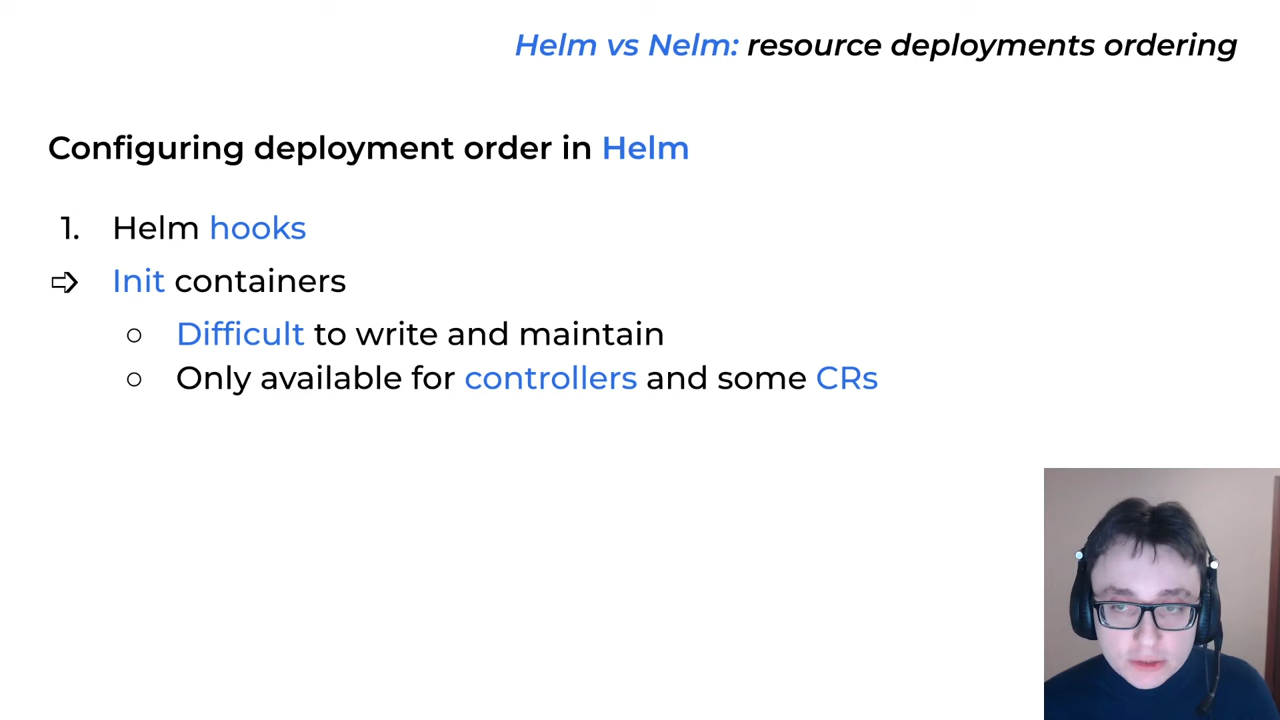 Helm vs Nelm: resource deployments ordering
Configuring deployment order in Helm
1. Helm hooks
⇨ Init containers
○ Difficult to write and maintain
○ Only available for controllers and some CRs